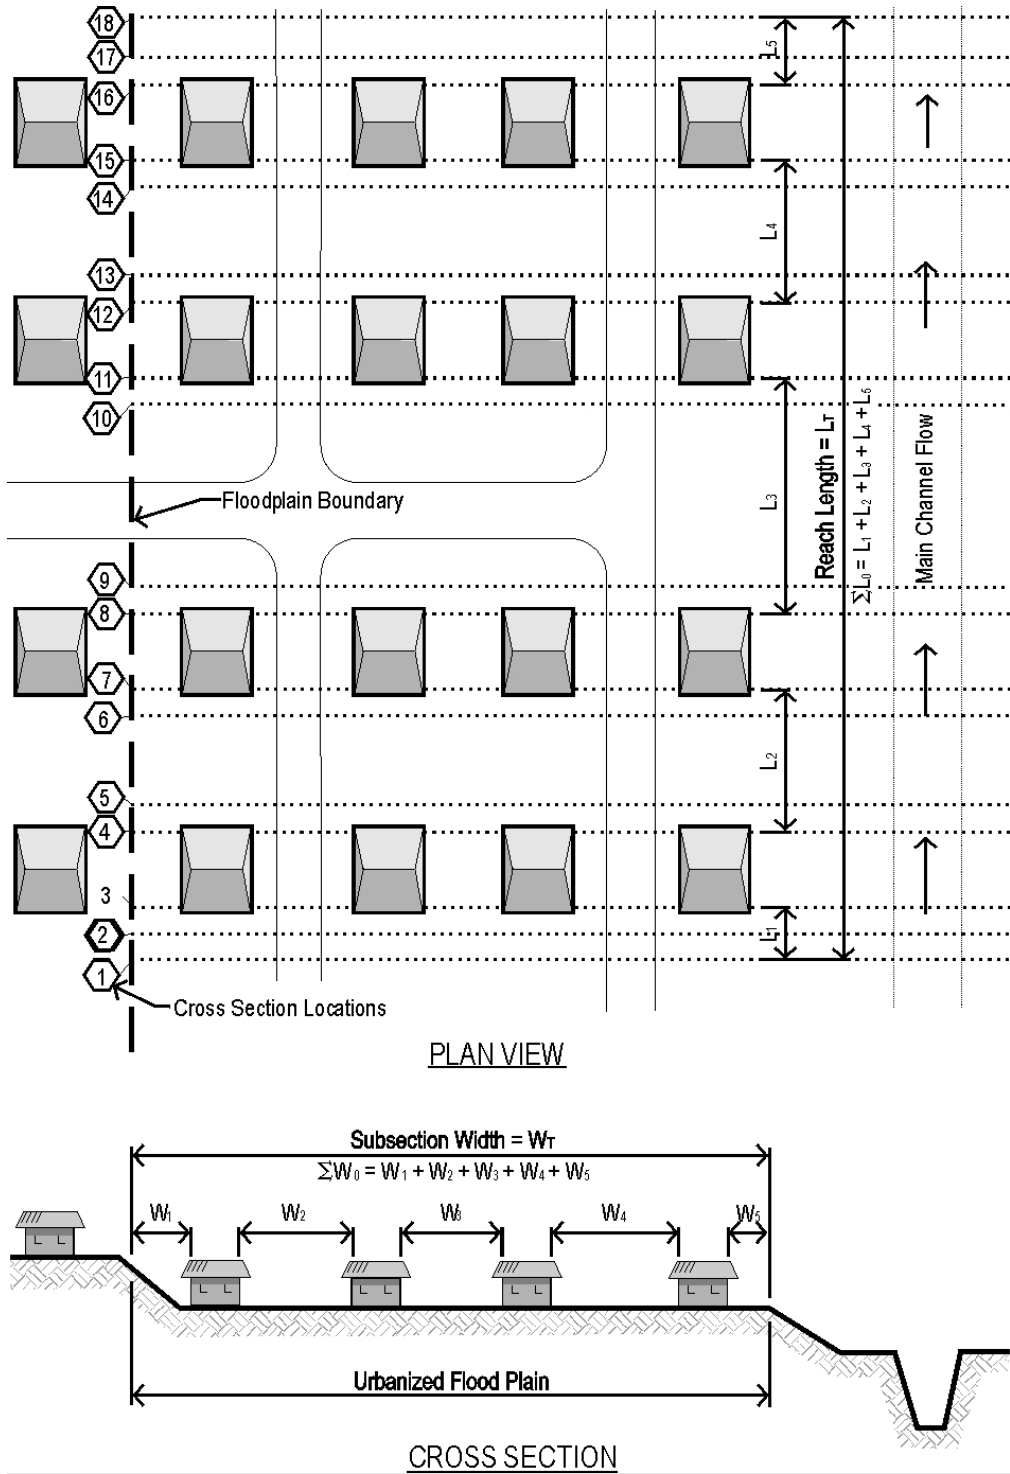 18
17
16
15
14
13
12
11
10
9
8
7
6
5
4
3
2
1
L5
L4
L3
L2
L1
Reach Length = LT
∑L0 = L1 + L2 + L3 + L4 + L5
Main Channel Flow
Floodplain Boundary
Cross Section Locations
PLAN VIEW
Subsection Width = WT
∑W0 = W1 + W2 + W3 + W4 + W5
W1 W2 W3 W4 W5
Urbanized Flood Plain
CROSS SECTION